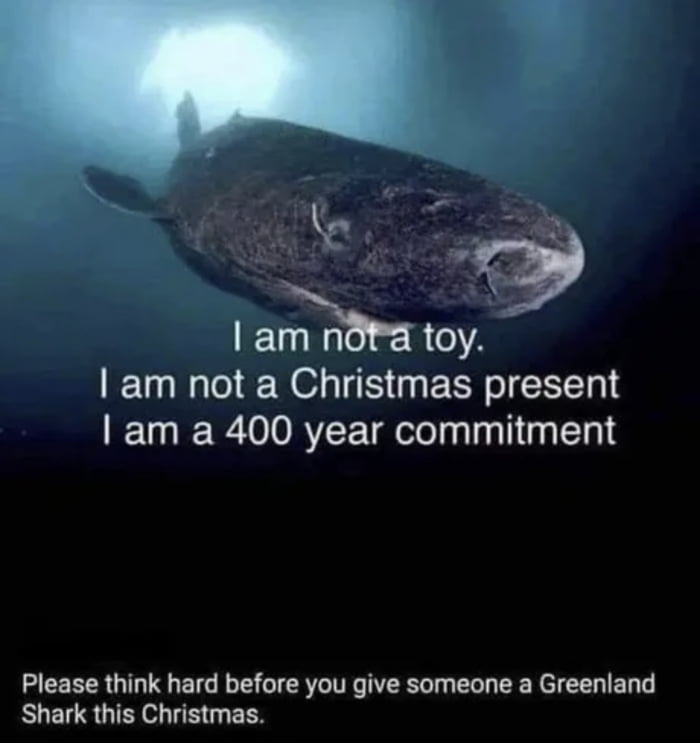 I am not a toy.
I am not a Christmas present
I am a 400 year commitment
Please think hard before you give someone a Greenland
Shark this Christmas.